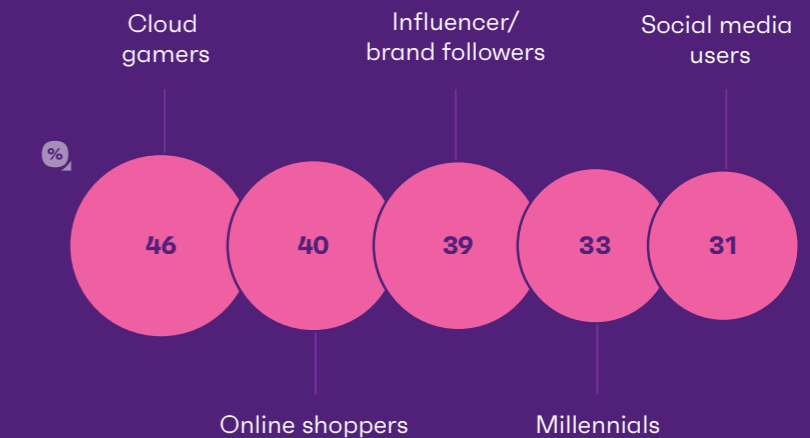 Cloud
gamers
Influencer/
brand followers
Social media
users
%
46
40
39
33
31
Online shoppers
Millennials